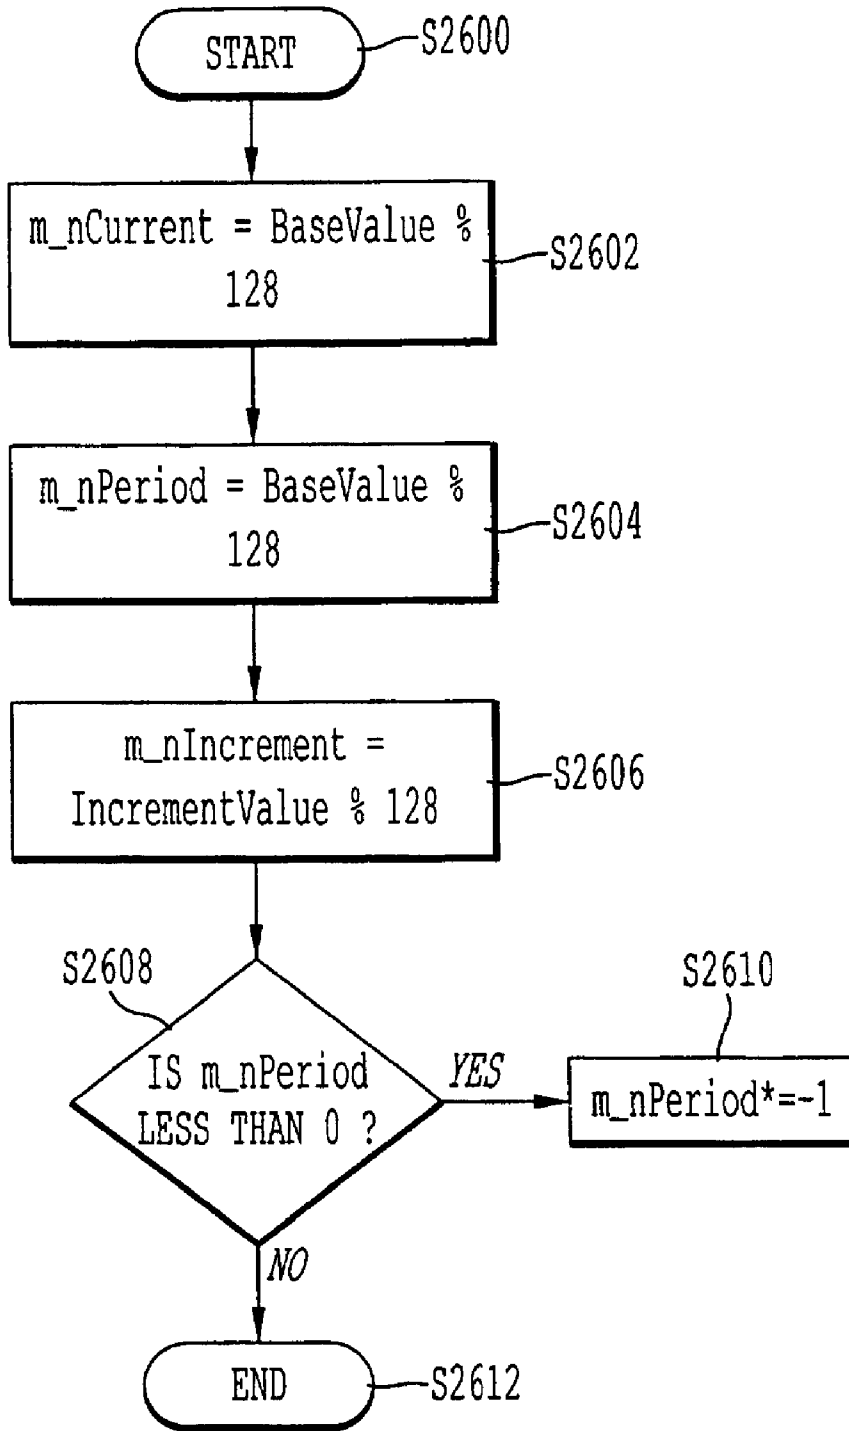 START
S2600
m_nCurrent = BaseValue %
128
S2602
m_nPeriod = BaseValue %
128
S2604
m_nIncrement =
IncrementValue % 128
S2606
S2608
IS m_nPeriod
LESS THAN 0 ?
YES
S2610
m_nPeriod*=-1
NO
END
S2612